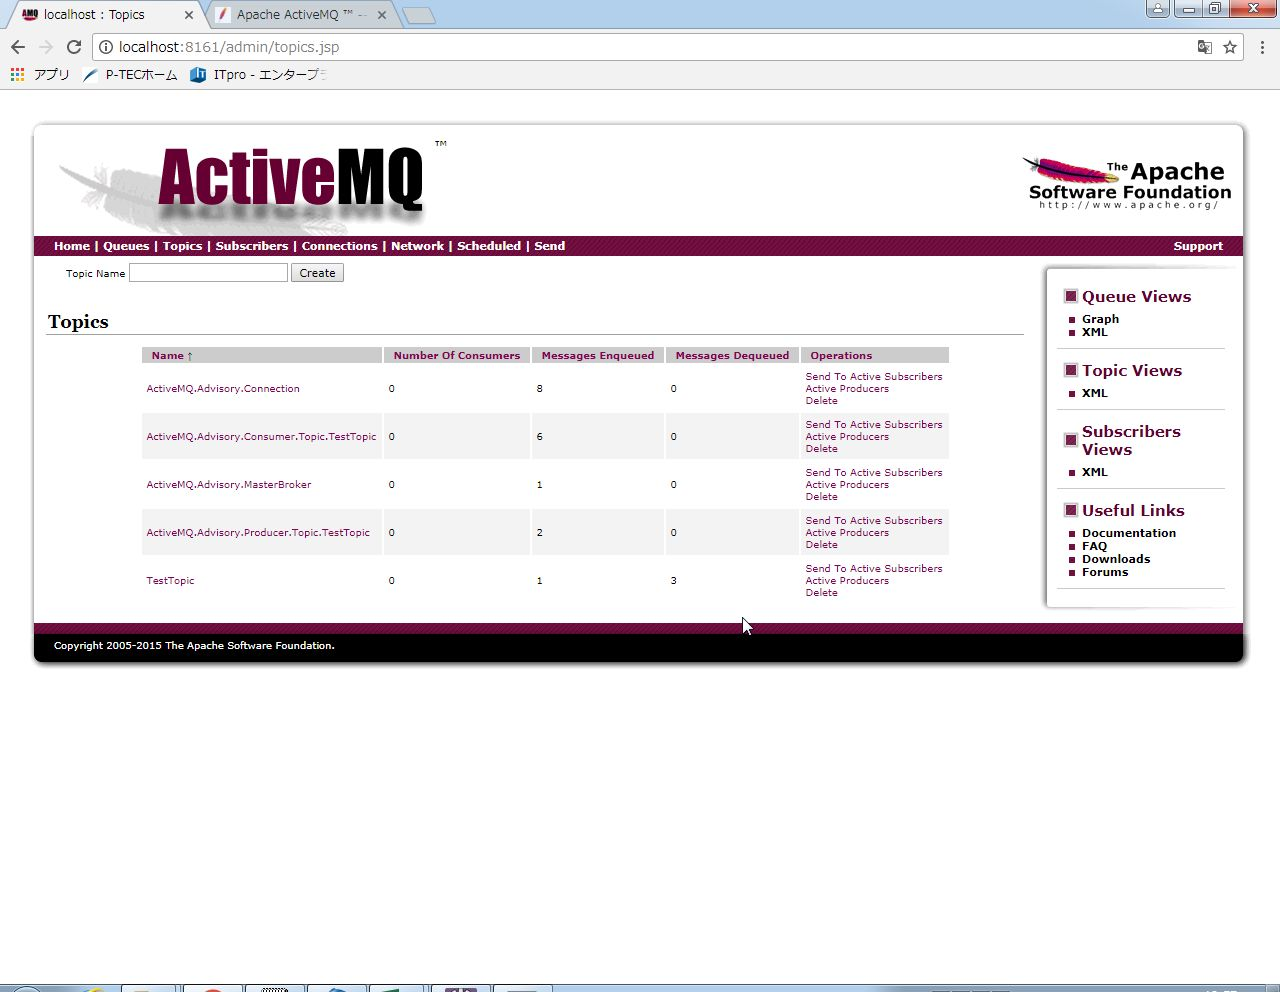 localhost : Topics
Apache ActiveMQ ™ --
localhost:8161/admin/topics.jsp
アプリ P-TECホーム ITpro - エンタープラ
ActiveMQ ™
The Apache
Software Foundation
http://www.apache.org/
Home | Queues | Topics | Subscribers | Connections | Network | Scheduled | Send
Support
Topic Name Create
Topics
Name ↑ Number Of Consumers Messages Enqueued Messages Dequeued Operations
ActiveMQ.Advisory.Connection 0 8 0 Send To Active Subscribers
Active Producers
Delete
ActiveMQ.Advisory.Consumer.Topic.TestTopic 0 6 0 Send To Active Subscribers
Active Producers
Delete
ActiveMQ.Advisory.MasterBroker 0 1 0 Send To Active Subscribers
Active Producers
Delete
ActiveMQ.Advisory.Producer.Topic.TestTopic 0 2 0 Send To Active Subscribers
Active Producers
Delete
TestTopic 0 1 3 Send To Active Subscribers
Active Producers
Delete
Queue Views
Graph
XML
Topic Views
XML
Subscribers
Views
XML
Useful Links
Documentation
FAQ
Downloads
Forums
Copyright 2005-2015 The Apache Software Foundation.